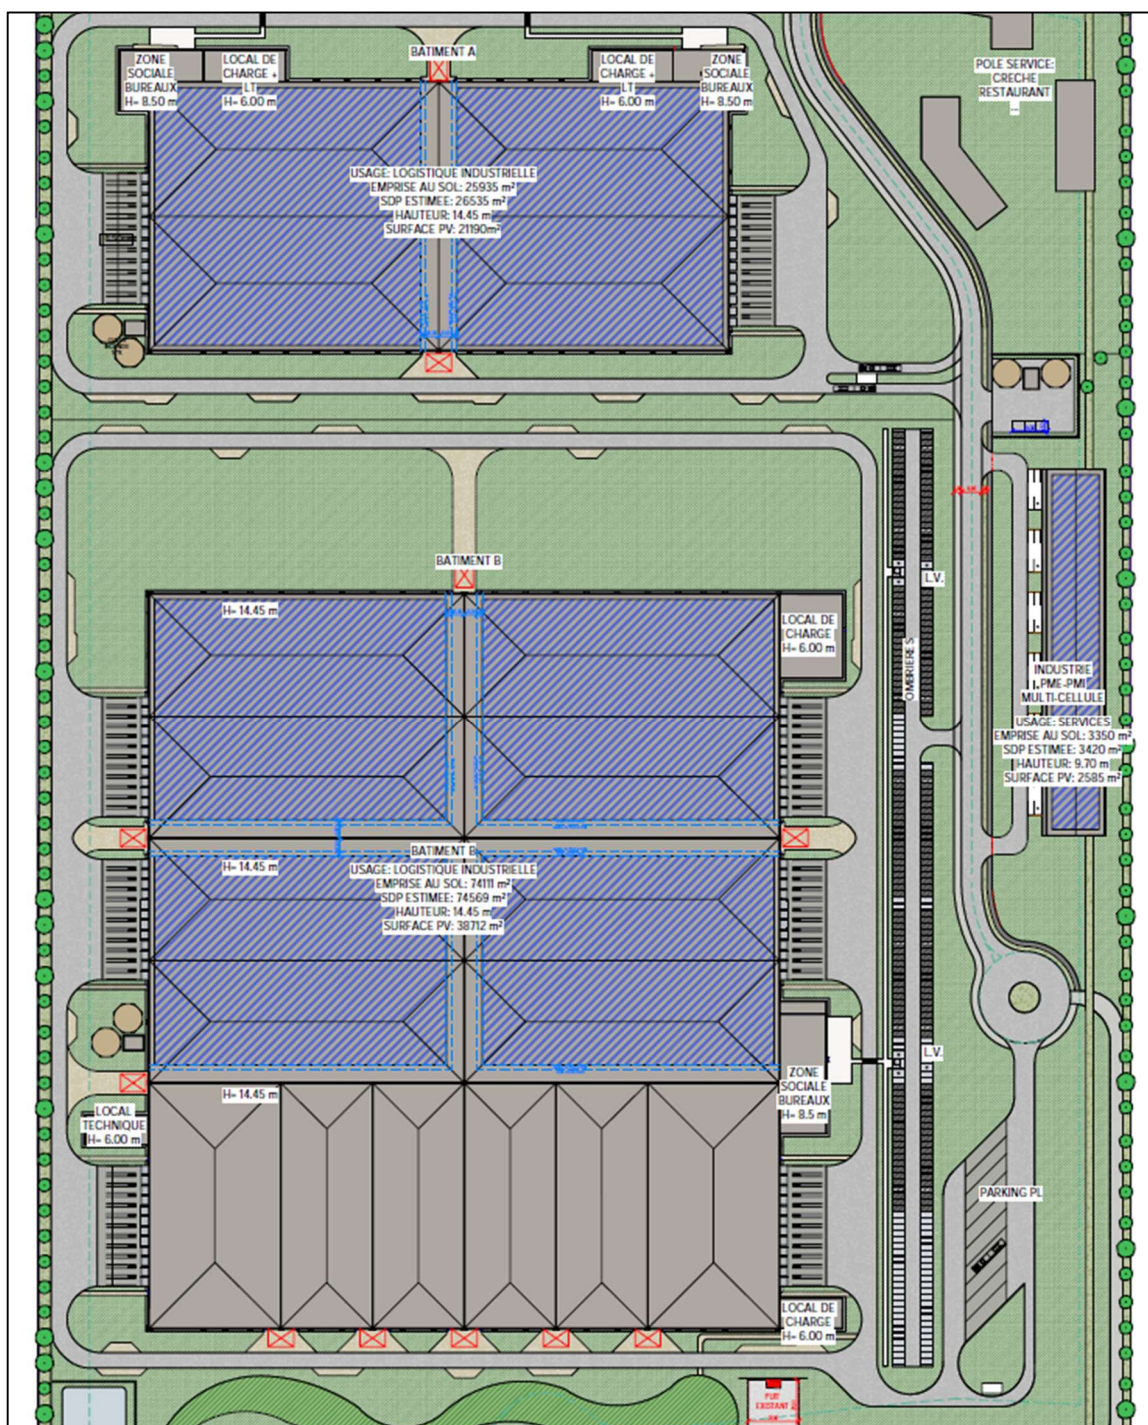 BATIMENT A
ZONE
SOCIALE
BUREAUX
H= 8.50 m
LOCAL DE
CHARGE +
LT
H= 6.00 m
LOCAL DE
CHARGE +
LT
H= 6.00 m
ZONE
SOCIALE
BUREAUX
H= 8.50 m
POLE SERVICE:
CRECHE
RESTAURANT
...
USAGE: LOGISTIQUE INDUSTRIELLE
EMPRISE AU SOL: 25935 m²
SDP ESTIMEE: 26535 m²
HAUTEUR: 14.45 m
SURFACE PV: 21190m²
BATIMENT B
H= 14.45 m
LOCAL DE
CHARGE
H= 6.00 m
L.V.
OMBRIERES
INDUSTRIE
PME-PMI
MULTI-CELLULE
USAGE: SERVICES
EMPRISE AU SOL: 3350 m²
SDP ESTIMEE: 3420 m²
HAUTEUR: 9.70 m
SURFACE PV: 2585 m²
H= 14.45 m
BATIMENT B
USAGE: LOGISTIQUE INDUSTRIELLE
EMPRISE AU SOL: 74111 m²
SDP ESTIMEE: 74569 m²
HAUTEUR: 14.45 m
SURFACE PV: 38712 m²
L.V.
ZONE
SOCIALE
BUREAUX
H= 8.5 m
H= 14.45 m
LOCAL
TECHNIQUE
H= 6.00 m
PARKING PL
LOCAL DE
CHARGE
H= 6.00 m
EXISTANT